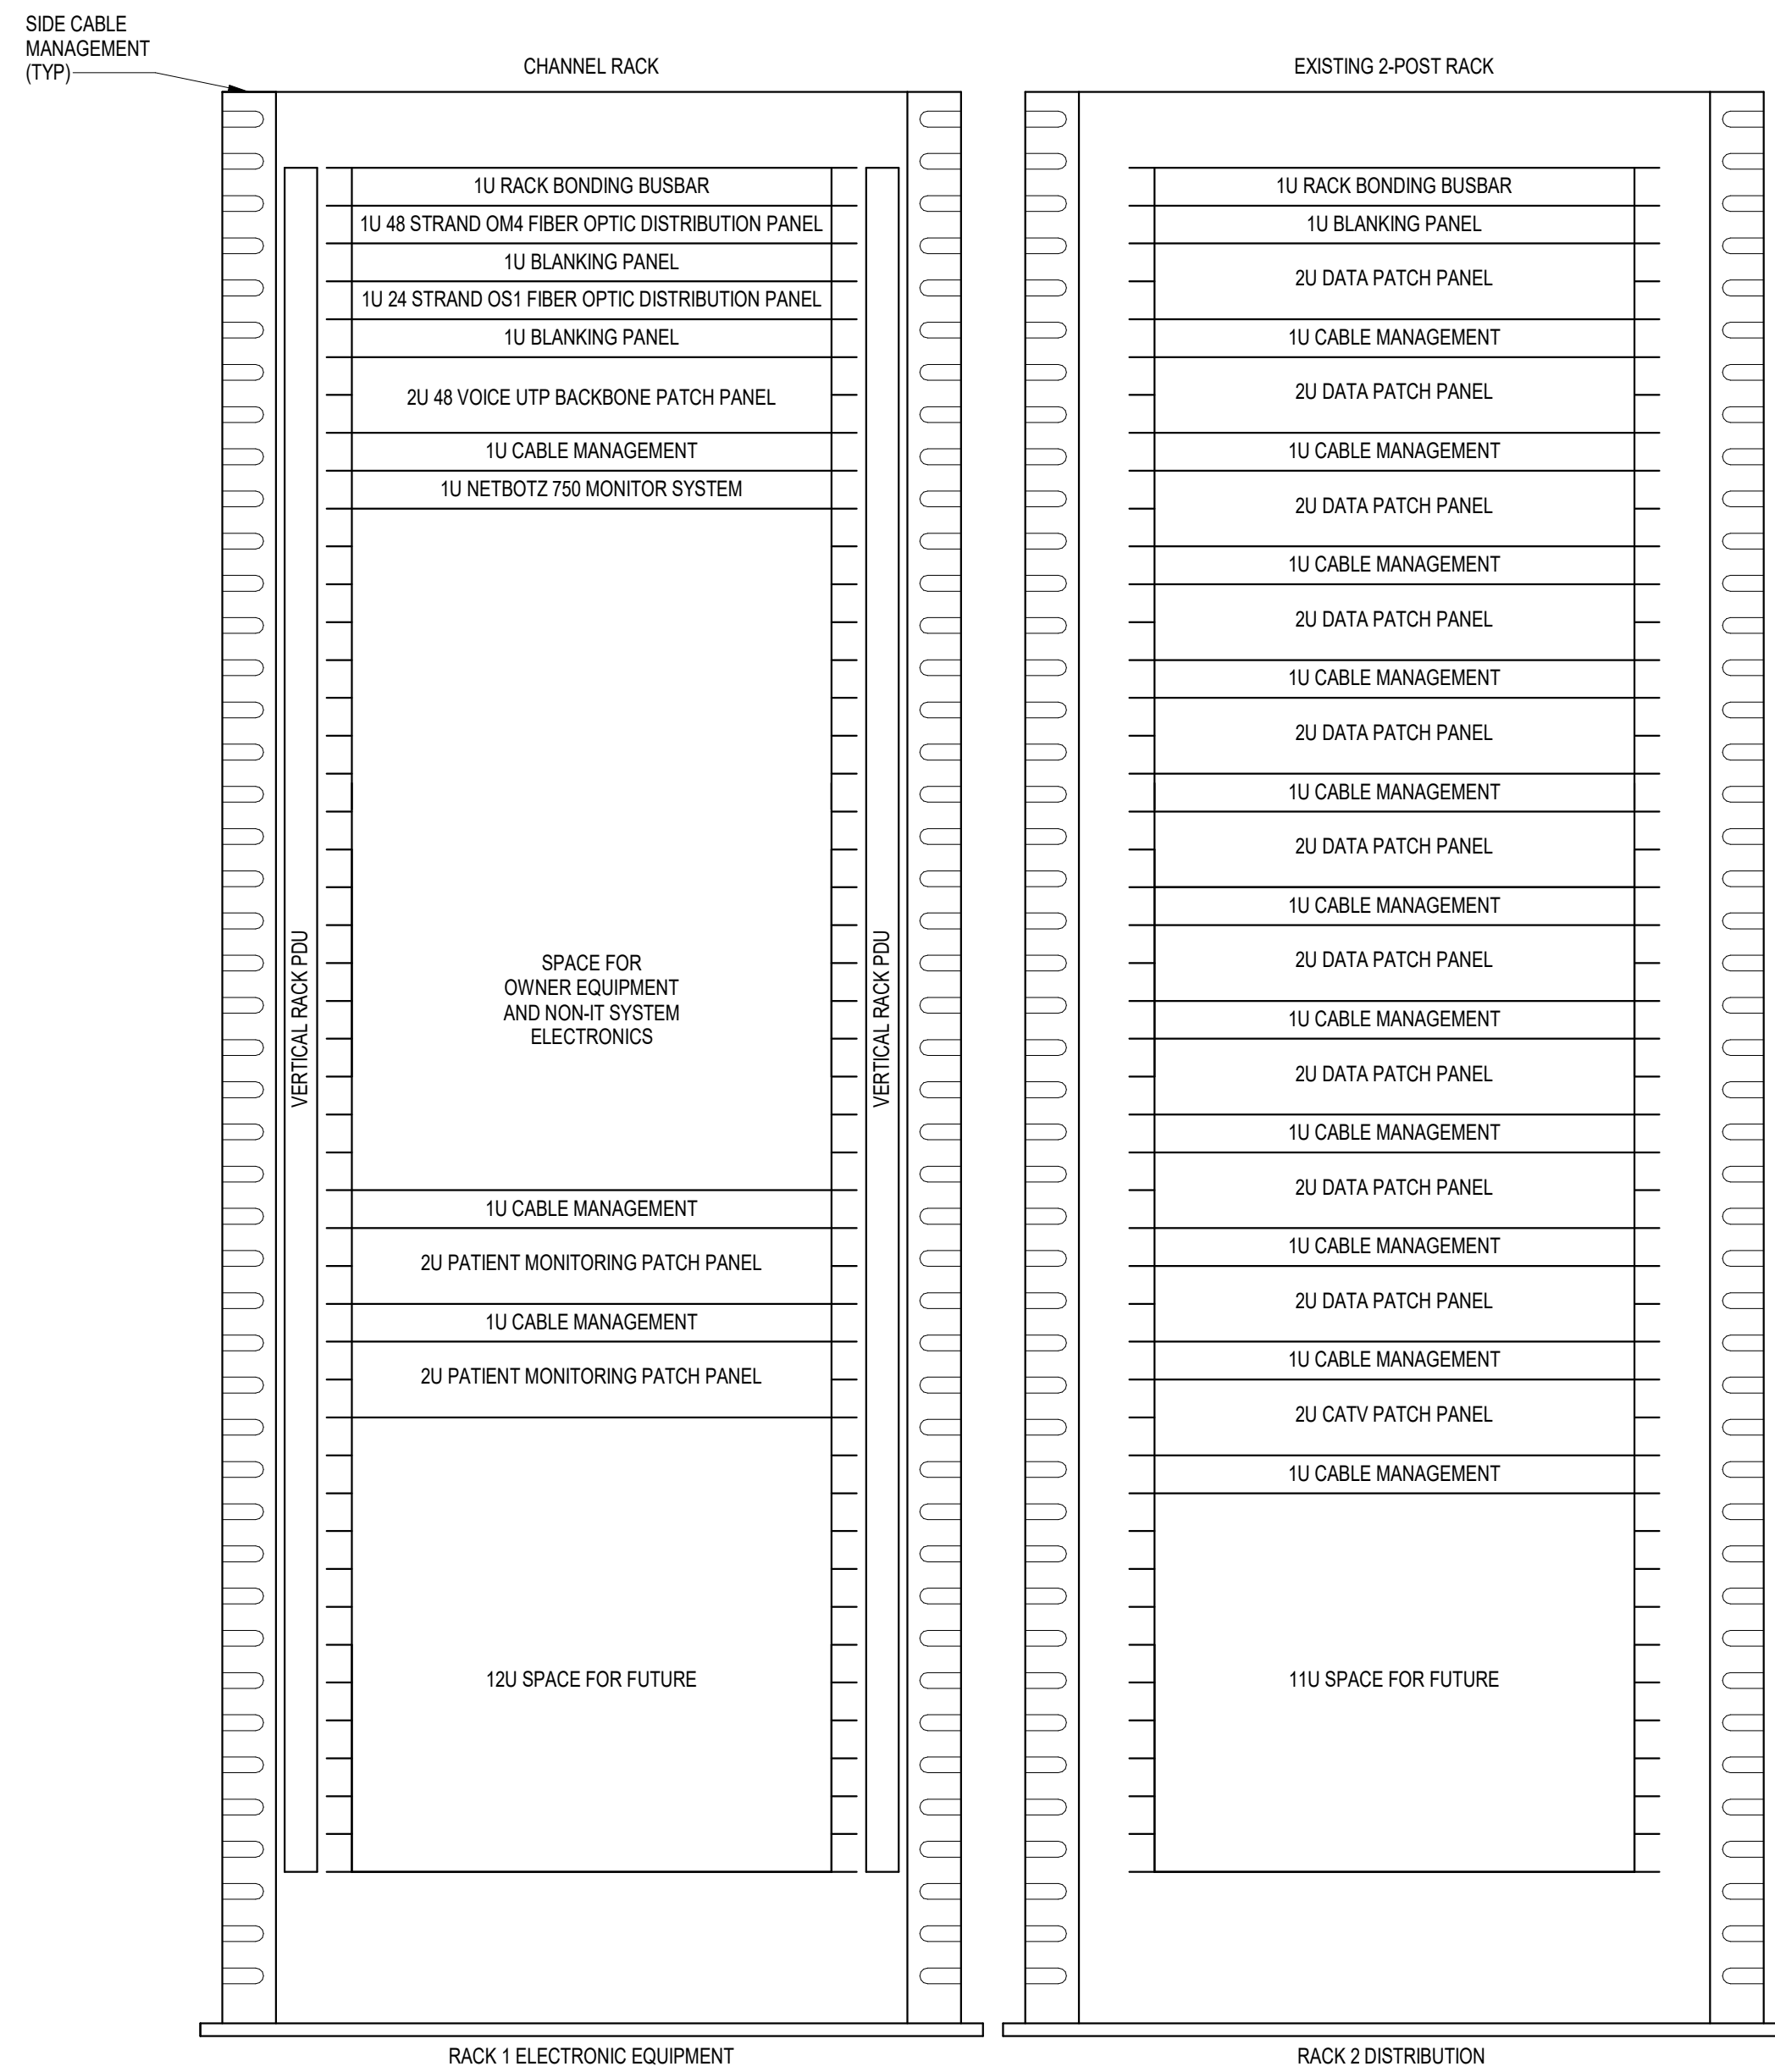 SIDE CABLE
MANAGEMENT
(TYP)
CHANNEL RACK
1U RACK BONDING BUSBAR
1U 48 STRAND OM4 FIBER OPTIC DISTRIBUTION PANEL
1U BLANKING PANEL
1U 24 STRAND OS1 FIBER OPTIC DISTRIBUTION PANEL
1U BLANKING PANEL
2U 48 VOICE UTP BACKBONE PATCH PANEL
1U CABLE MANAGEMENT
1U NETBOTZ 750 MONITOR SYSTEM
VERTICAL RACK PDU
SPACE FOR
OWNER EQUIPMENT
AND NON-IT SYSTEM
ELECTRONICS
VERTICAL RACK PDU
1U CABLE MANAGEMENT
2U PATIENT MONITORING PATCH PANEL
1U CABLE MANAGEMENT
2U PATIENT MONITORING PATCH PANEL
12U SPACE FOR FUTURE
RACK 1 ELECTRONIC EQUIPMENT
EXISTING 2-POST RACK
1U RACK BONDING BUSBAR
1U BLANKING PANEL
2U DATA PATCH PANEL
1U CABLE MANAGEMENT
2U DATA PATCH PANEL
1U CABLE MANAGEMENT
2U DATA PATCH PANEL
1U CABLE MANAGEMENT
2U DATA PATCH PANEL
1U CABLE MANAGEMENT
2U DATA PATCH PANEL
1U CABLE MANAGEMENT
2U DATA PATCH PANEL
1U CABLE MANAGEMENT
2U DATA PATCH PANEL
1U CABLE MANAGEMENT
2U DATA PATCH PANEL
1U CABLE MANAGEMENT
2U DATA PATCH PANEL
1U CABLE MANAGEMENT
2U DATA PATCH PANEL
1U CABLE MANAGEMENT
2U CATV PATCH PANEL
1U CABLE MANAGEMENT
11U SPACE FOR FUTURE
RACK 2 DISTRIBUTION